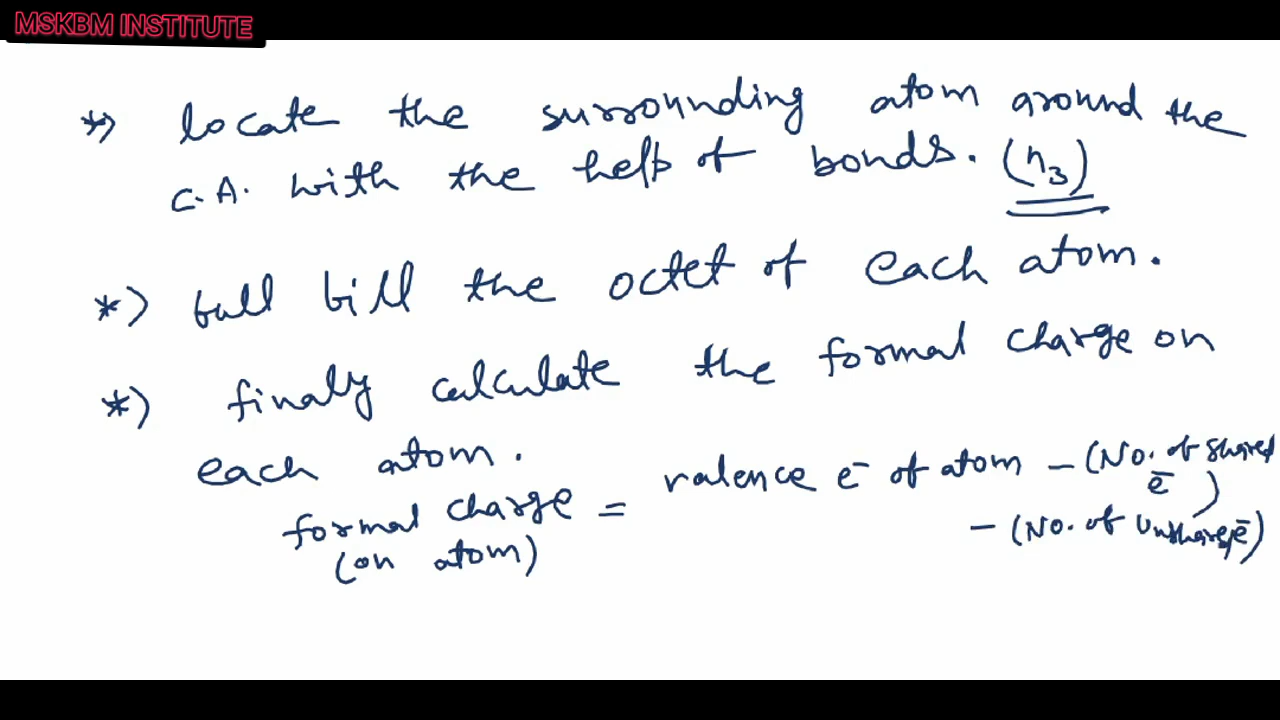 MSKBM INSTITUTE
*) locate the surrounding atom around the
C.A. with the help of bonds. (n3)
*) full fill the octet of each atom.
*) finaly calculate the formal charge on
each atom.
formal charge = valence e⁻ of atom - (No. of shared e⁻)
(on atom) - (No. of Unshare e⁻)